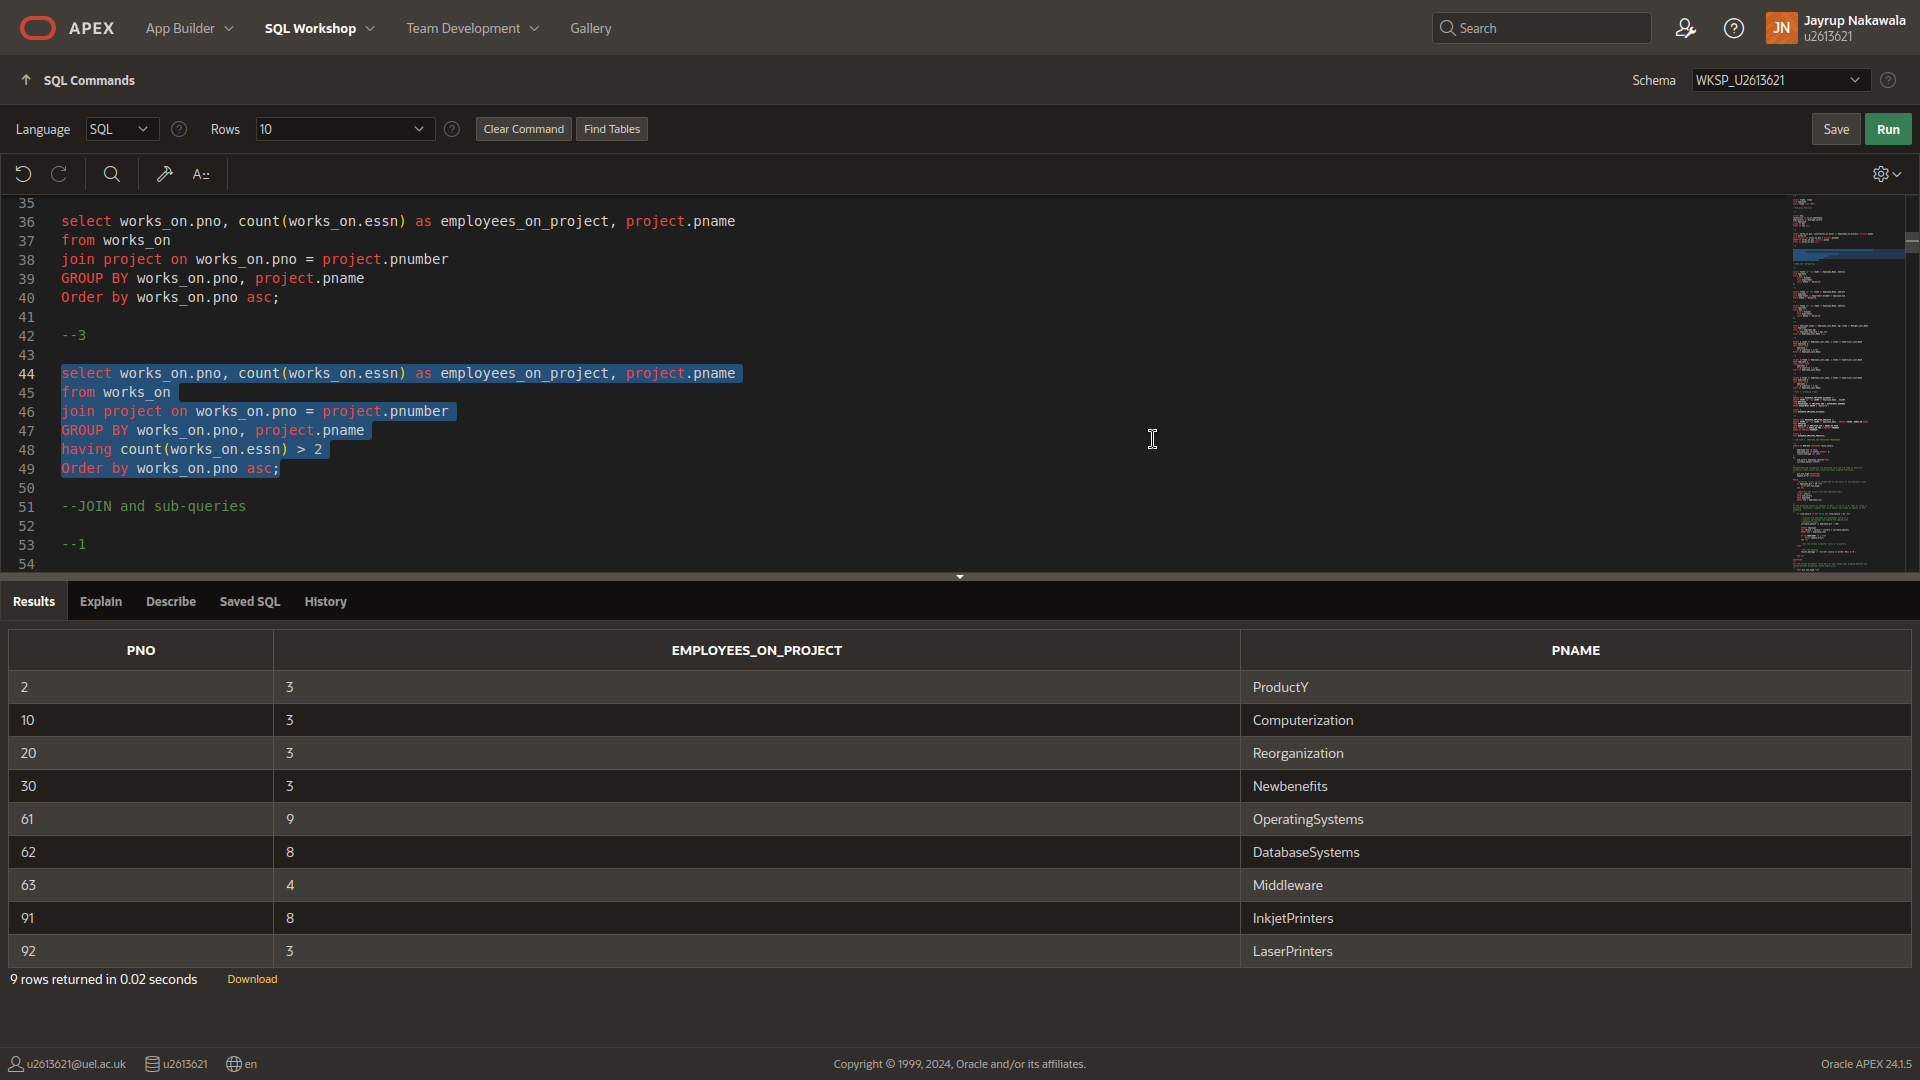 APEX
App Builder
SQL Workshop
Team Development
Gallery
Search
JN
Jayrup Nakawala
u2613621
SQL Commands
Schema
WKSP_U2613621
Language
SQL
Rows
10
Clear Command
Find Tables
Save
Run
35
36 select works_on.pno, count(works_on.essn) as employees_on_project, project.pname
37 from works_on
38 join project on works_on.pno = project.pnumber
39 GROUP BY works_on.pno, project.pname
40 Order by works_on.pno asc;
41
42 --3
43
44 select works_on.pno, count(works_on.essn) as employees_on_project, project.pname
45 from works_on
46 join project on works_on.pno = project.pnumber
47 GROUP BY works_on.pno, project.pname
48 having count(works_on.essn) > 2
49 Order by works_on.pno asc;
50
51 --JOIN and sub-queries
52
53 --1
54
Results Explain Describe Saved SQL History
PNO EMPLOYEES_ON_PROJECT PNAME
2 3 ProductY
10 3 Computerization
20 3 Reorganization
30 3 Newbenefits
61 9 OperatingSystems
62 8 DatabaseSystems
63 4 Middleware
91 8 InkjetPrinters
92 3 LaserPrinters
9 rows returned in 0.02 seconds Download
u2613621@uel.ac.uk u2613621 en
Copyright © 1999, 2024, Oracle and/or its affiliates.
Oracle APEX 24.1.5